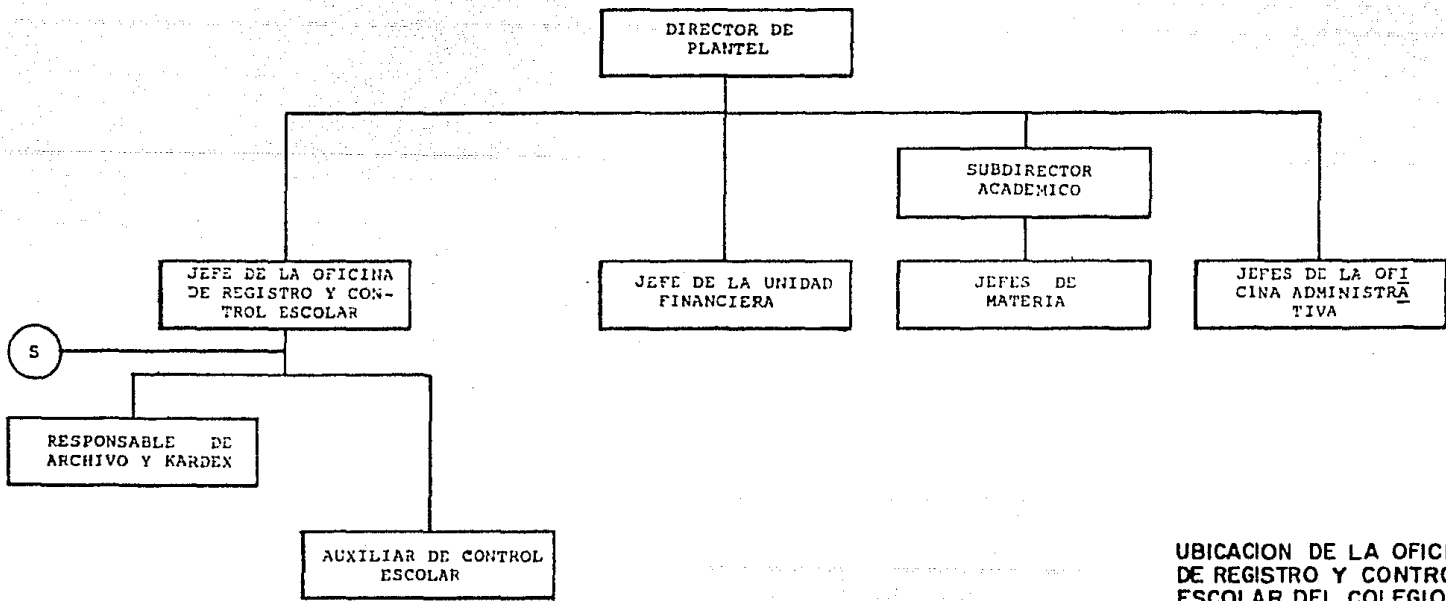 DIRECTOR DE
PLANTEL
SUBDIRECTOR
ACADEMICO
JEFE DE LA OFICINA
DE REGISTRO Y CON-
TROL ESCOLAR
JEFE DE LA UNIDAD
FINANCIERA
JEFES DE
MATERIA
JEFES DE LA OFI
CINA ADMINISTRA
TIVA
S
RESPONSABLE DE
ARCHIVO Y KARDEX
AUXILIAR DE CONTROL
ESCOLAR
UBICACION DE LA OFICI
DE REGISTRO Y CONTRO
ESCOLAR DEL COLEGIO